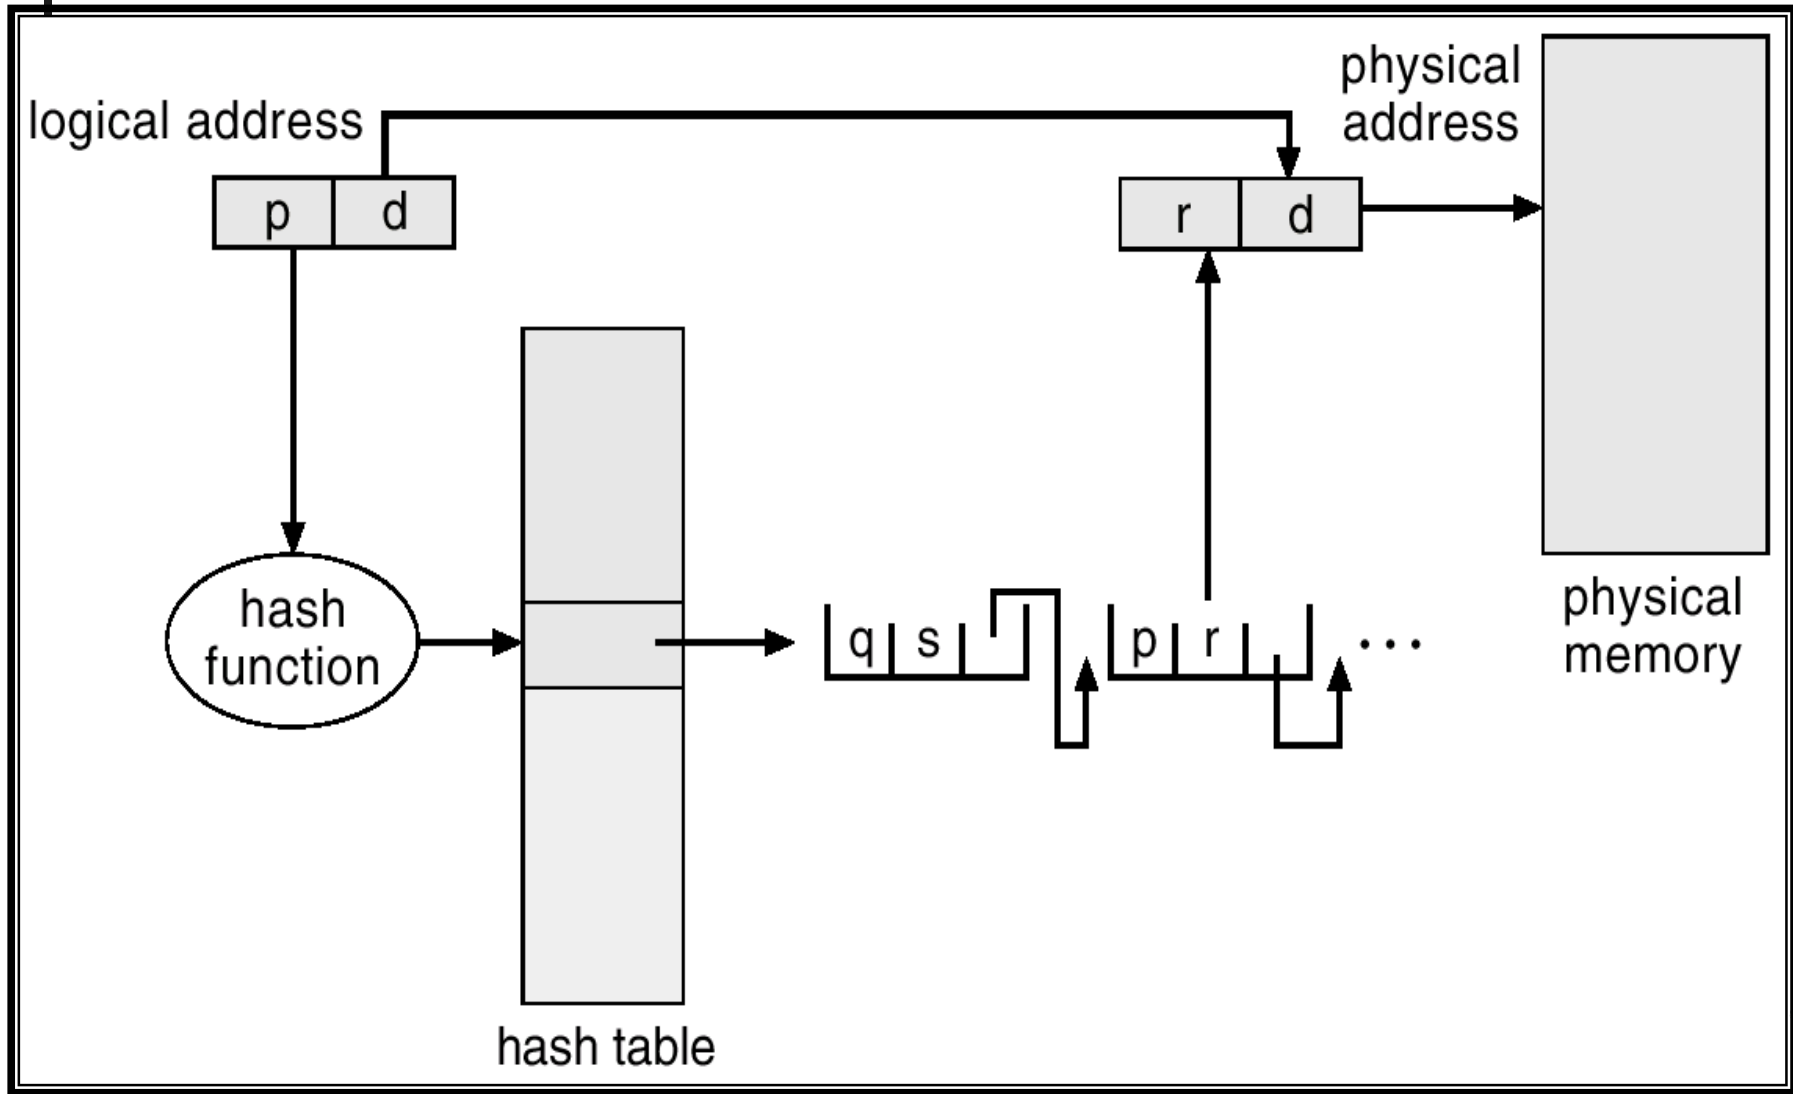 physical
address
logical address
p d
r d
hash
function
q s
p r
...
physical
memory
hash table